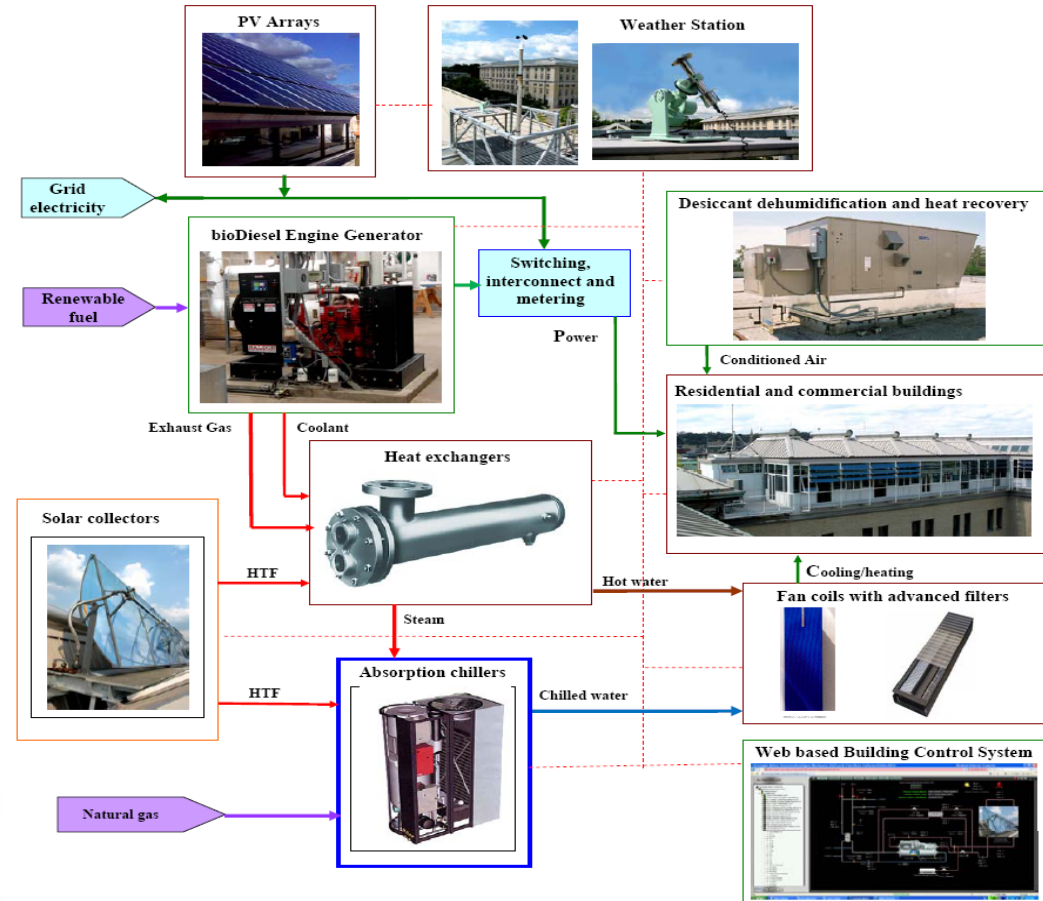 PV Arrays
Weather Station
Grid
electricity
Desiccant dehumidification and heat recovery
bioDiesel Engine Generator
Switching,
interconnect and
metering
Renewable
fuel
Power
Conditioned Air
Residential and commercial buildings
Exhaust Gas
Coolant
Heat exchangers
Solar collectors
HTF
Hot water
Cooling/heating
Fan coils with advanced filters
Steam
Absorption chillers
HTF
Chilled water
Web based Building Control System
Natural gas